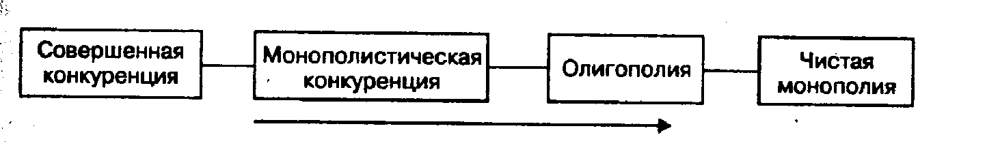 Совершенная
конкуренция
Монополистическая
конкуренция
Олигополия
Чистая
монополия